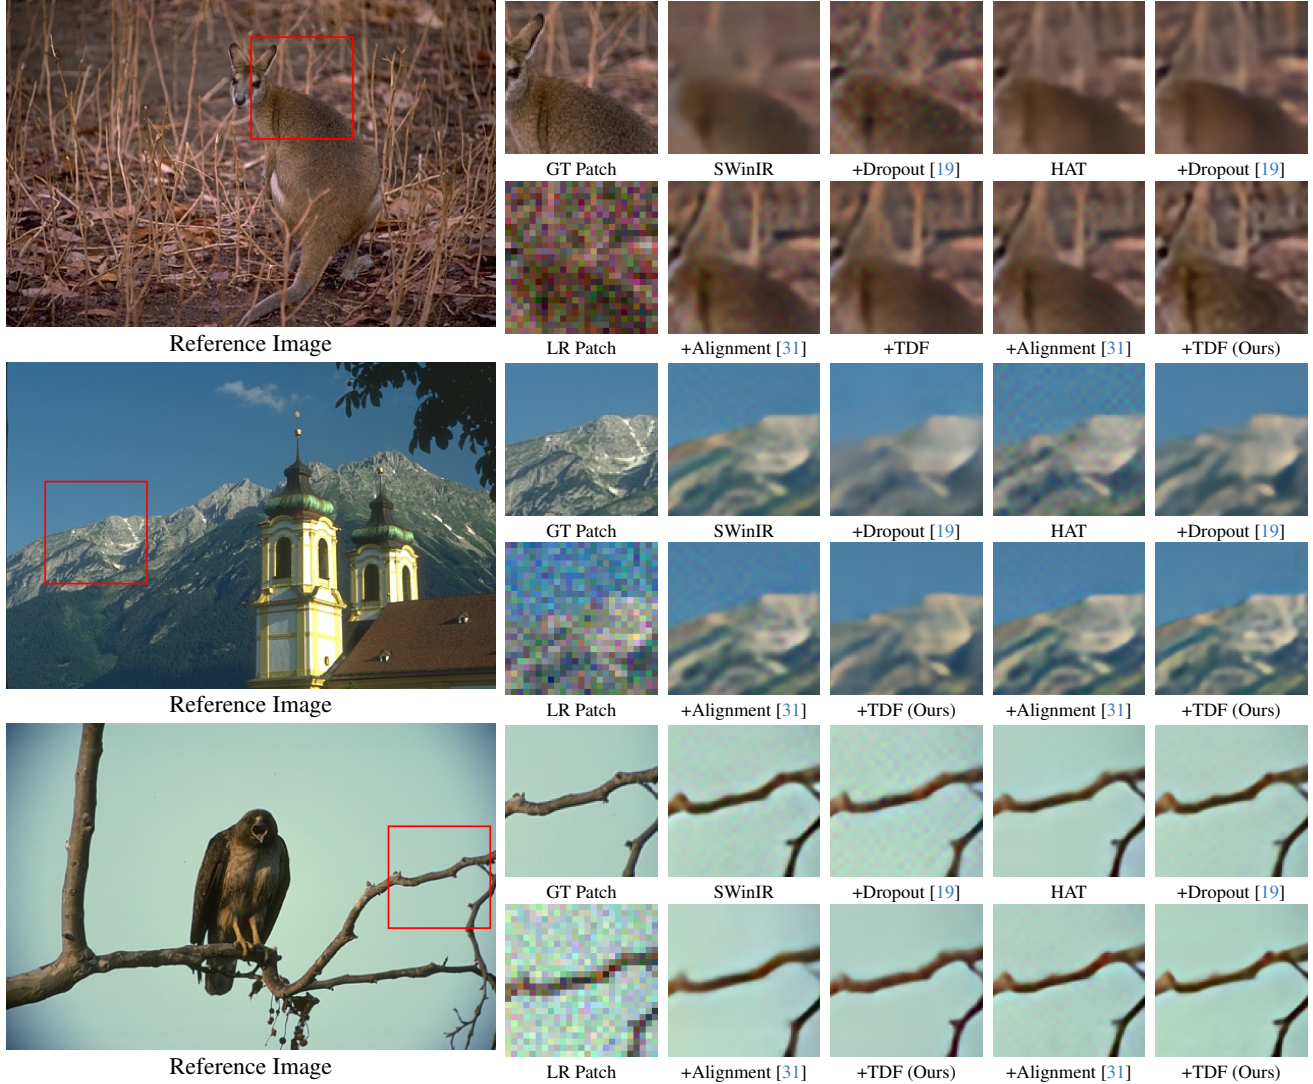 GT Patch SWinIR +Dropout [19] HAT +Dropout [19]
LR Patch +Alignment [31] +TDF +Alignment [31] +TDF (Ours)
Reference Image
GT Patch SWinIR +Dropout [19] HAT +Dropout [19]
LR Patch +Alignment [31] +TDF (Ours) +Alignment [31] +TDF (Ours)
Reference Image
GT Patch SWinIR +Dropout [19] HAT +Dropout [19]
LR Patch +Alignment [31] +TDF (Ours) +Alignment [31] +TDF (Ours)
Reference Image